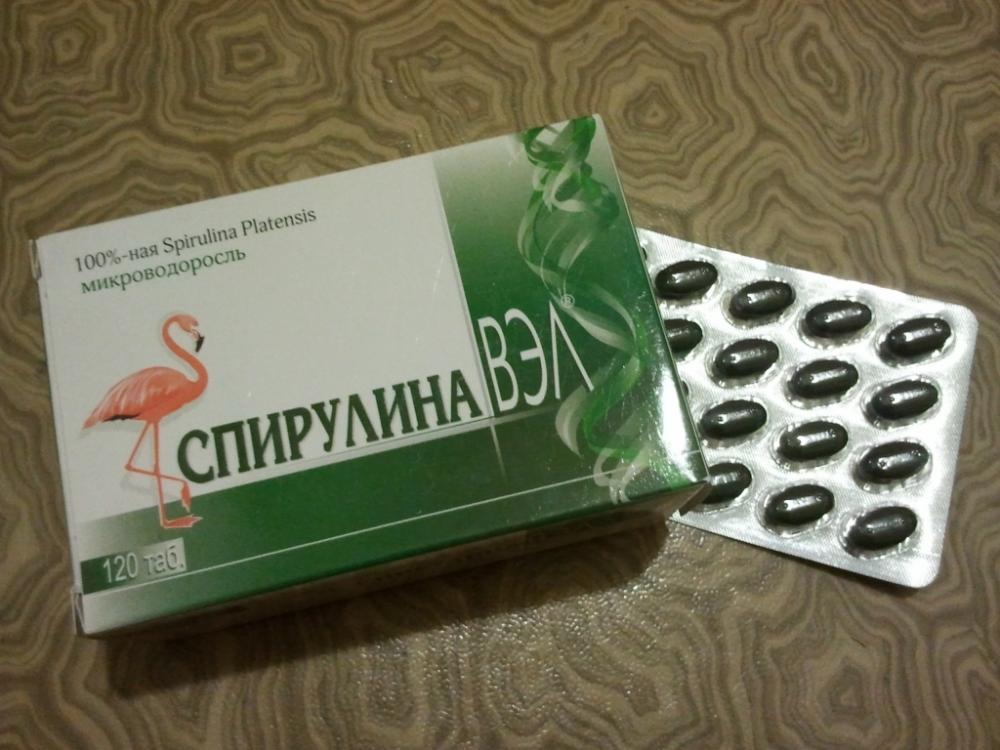 100%-ная Spirulina Platensis
микроводоросль
СПИРУЛИНА ВЭЛ®
120 таб.